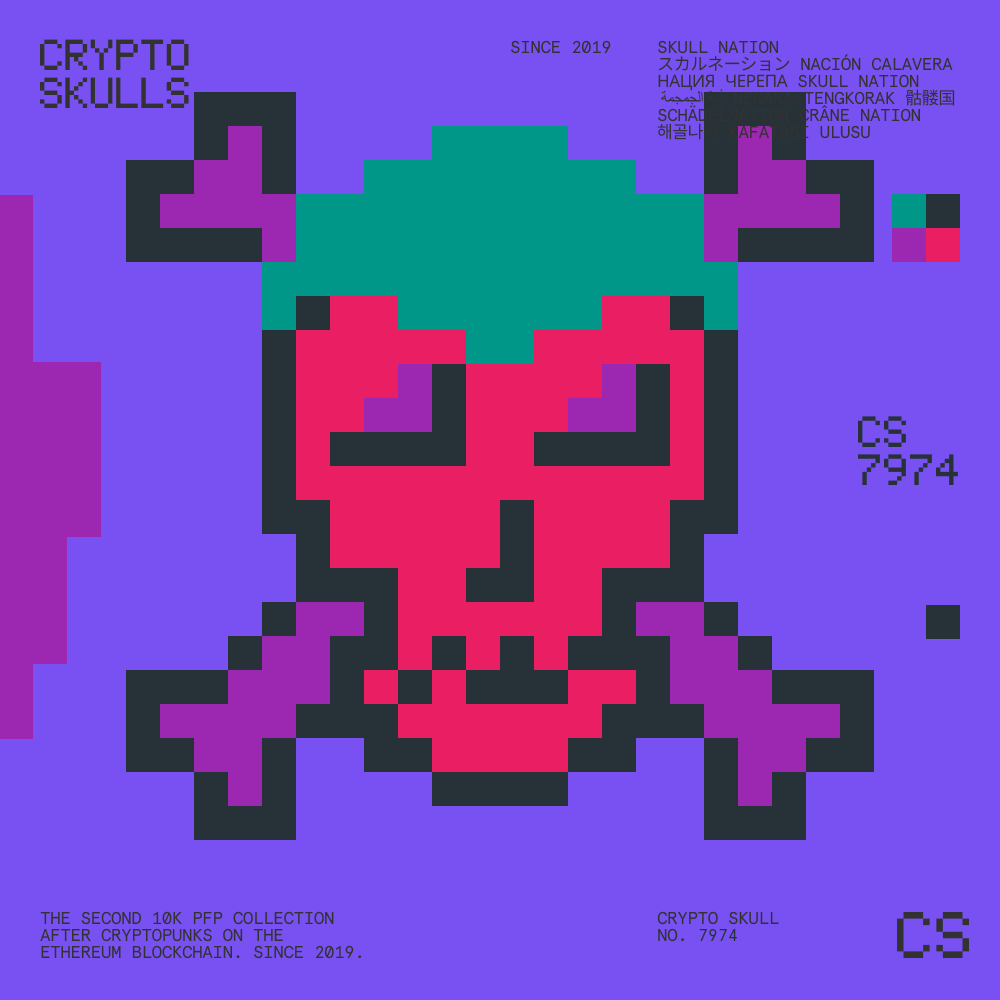 CRYPTO
SKULLS
SINCE 2019
SKULL NATION
スカルネーション NACIÓN CALAVERA
НАЦИЯ ЧЕРЕПА SKULL NATION
TENGKORAK 骷髅国
CRÂNE NATION
해골 ULUSU
CS
7974
THE SECOND 10K PFP COLLECTION
AFTER CRYPTOPUNKS ON THE
ETHEREUM BLOCKCHAIN. SINCE 2019.
CRYPTO SKULL
NO. 7974
CS